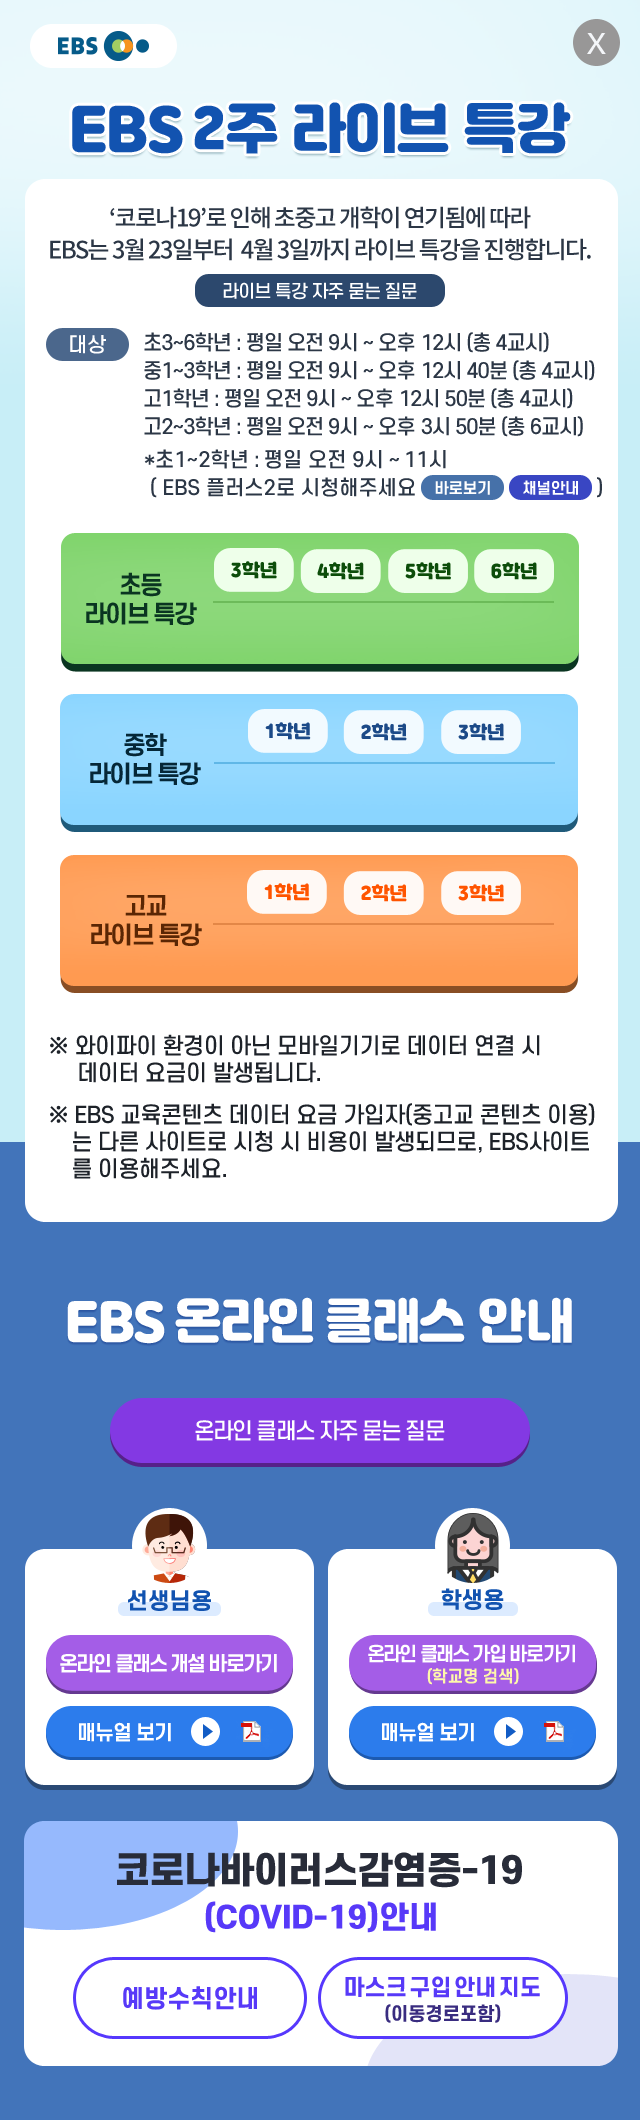 EBS
X
EBS 2주 라이브 특강
‘코로나19’로 인해 초중고 개학이 연기됨에 따라
EBS는 3월 23일부터 4월 3일까지 라이브 특강을 진행합니다.
라이브 특강 자주 묻는 질문
대상
초3~6학년 : 평일 오전 9시 ~ 오후 12시 (총 4교시)
중1~3학년 : 평일 오전 9시 ~ 오후 12시 40분 (총 4교시)
고1학년 : 평일 오전 9시 ~ 오후 12시 50분 (총 4교시)
고2~3학년 : 평일 오전 9시 ~ 오후 3시 50분 (총 6교시)
*초1~2학년 : 평일 오전 9시 ~ 11시
( EBS 플러스2로 시청해주세요 바로보기 채널안내 )
초등
라이브 특강
3학년 4학년 5학년 6학년
중학
라이브 특강
1학년 2학년 3학년
고교
라이브 특강
1학년 2학년 3학년
※ 와이파이 환경이 아닌 모바일기기로 데이터 연결 시
데이터 요금이 발생됩니다.
※ EBS 교육콘텐츠 데이터 요금 가입자(중고교 콘텐츠 이용)
는 다른 사이트로 시청 시 비용이 발생되므로, EBS사이트
를 이용해주세요.
EBS 온라인 클래스 안내
온라인 클래스 자주 묻는 질문
선생님용
온라인 클래스 개설 바로가기
매뉴얼 보기
학생용
온라인 클래스 가입 바로가기
(학교명 검색)
매뉴얼 보기
코로나바이러스감염증-19
(COVID-19)안내
예방수칙안내
마스크 구입 안내 지도
(이동경로포함)